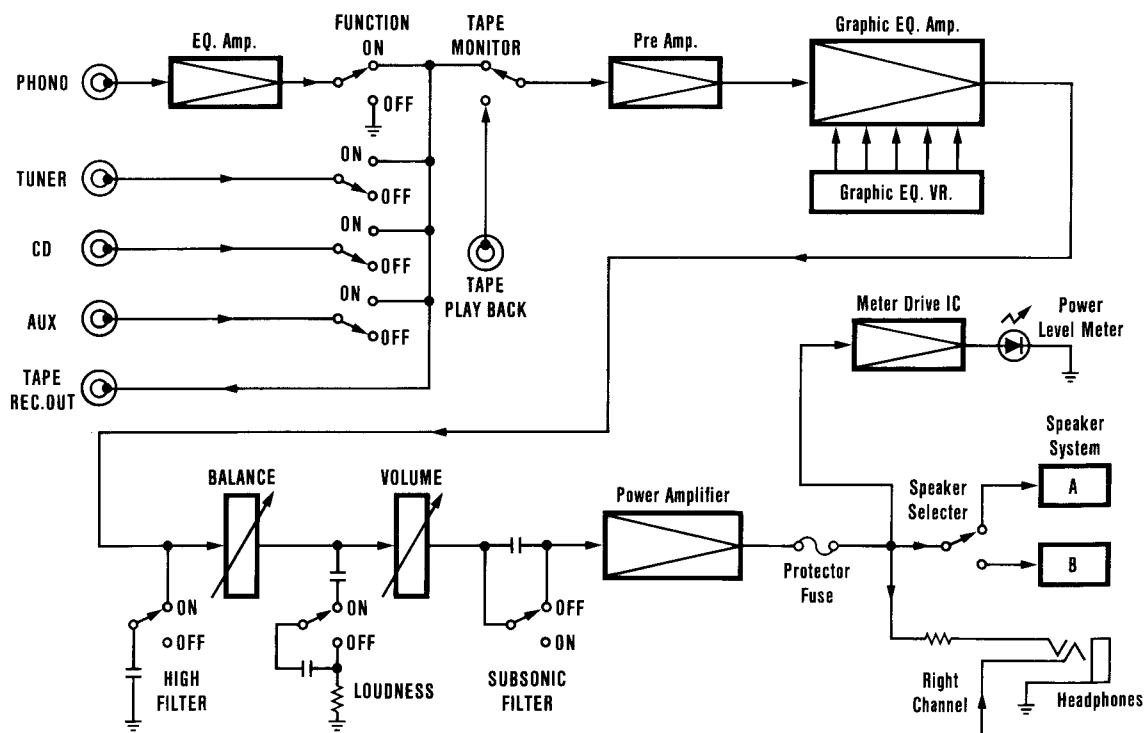 EQ. Amp.
FUNCTION
ON
OFF
TAPE
MONITOR
Pre Amp.
Graphic EQ. Amp.
PHONO
Graphic EQ. VR.
TUNER
ON
OFF
CD
ON
OFF
TAPE
PLAY BACK
AUX
ON
OFF
TAPE
REC.OUT
Meter Drive IC
Power
Level Meter
BALANCE
VOLUME
Power Amplifier
Speaker
Selecter
Speaker
System
A
B
Protector
Fuse
ON
OFF
HIGH
FILTER
ON
OFF
LOUDNESS
OFF
ON
SUBSONIC
FILTER
Right
Channel
Headphones